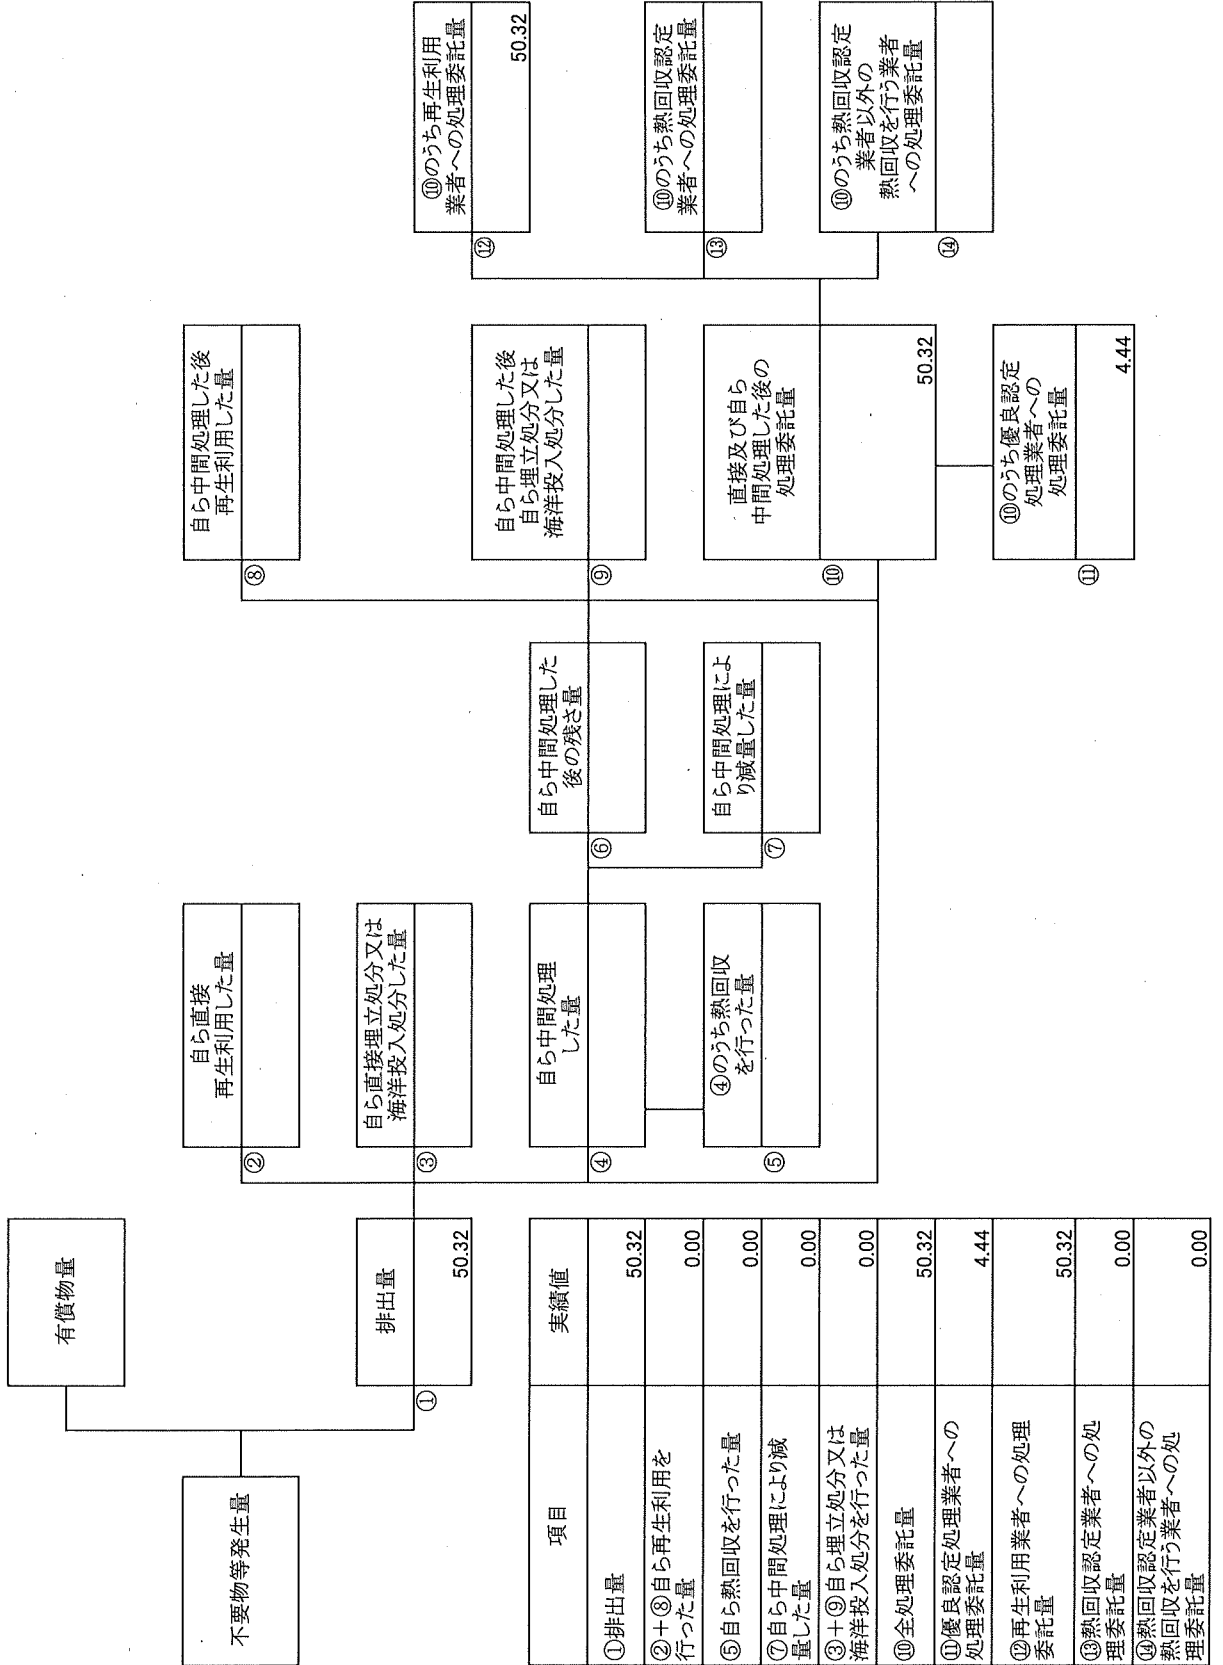 不要物等発生量
有償物量
①
排出量
50.32
②
自ら直接
再生利用した量
③
自ら直接埋立処分又は
海洋投入処分した量
④
自ら中間処理
した量
⑤
④のうち熱回収
を行った量
⑥
自ら中間処理した
後の残さ量
⑦
自ら中間処理によ
り減量した量
⑧
自ら中間処理した後
再生利用した量
⑨
自ら中間処理した後
自ら埋立処分又は
海洋投入処分した量
⑩
直接及び自ら
中間処理した後の
処理委託量
50.32
⑪
⑩のうち優良認定
処理業者への
処理委託量
4.44
⑫
⑩のうち再生利用
業者への処理委託量
50.32
⑬
⑩のうち熱回収認定
業者への処理委託量
⑭
⑩のうち熱回収認定
業者以外の
熱回収を行う業者
への処理委託量
項目 実績値
①排出量 50.32
②+⑧自ら再生利用を
行った量 0.00
⑤自ら熱回収を行った量 0.00
⑦自ら中間処理により減
量した量 0.00
③+⑨自ら埋立処分又は
海洋投入処分を行った量 0.00
⑩全処理委託量 50.32
⑪優良認定処理業者への
処理委託量 4.44
⑫再生利用業者への処理
委託量 50.32
⑬熱回収認定業者への処
理委託量 0.00
⑭熱回収認定業者以外の
熱回収を行う業者への処
理委託量 0.00